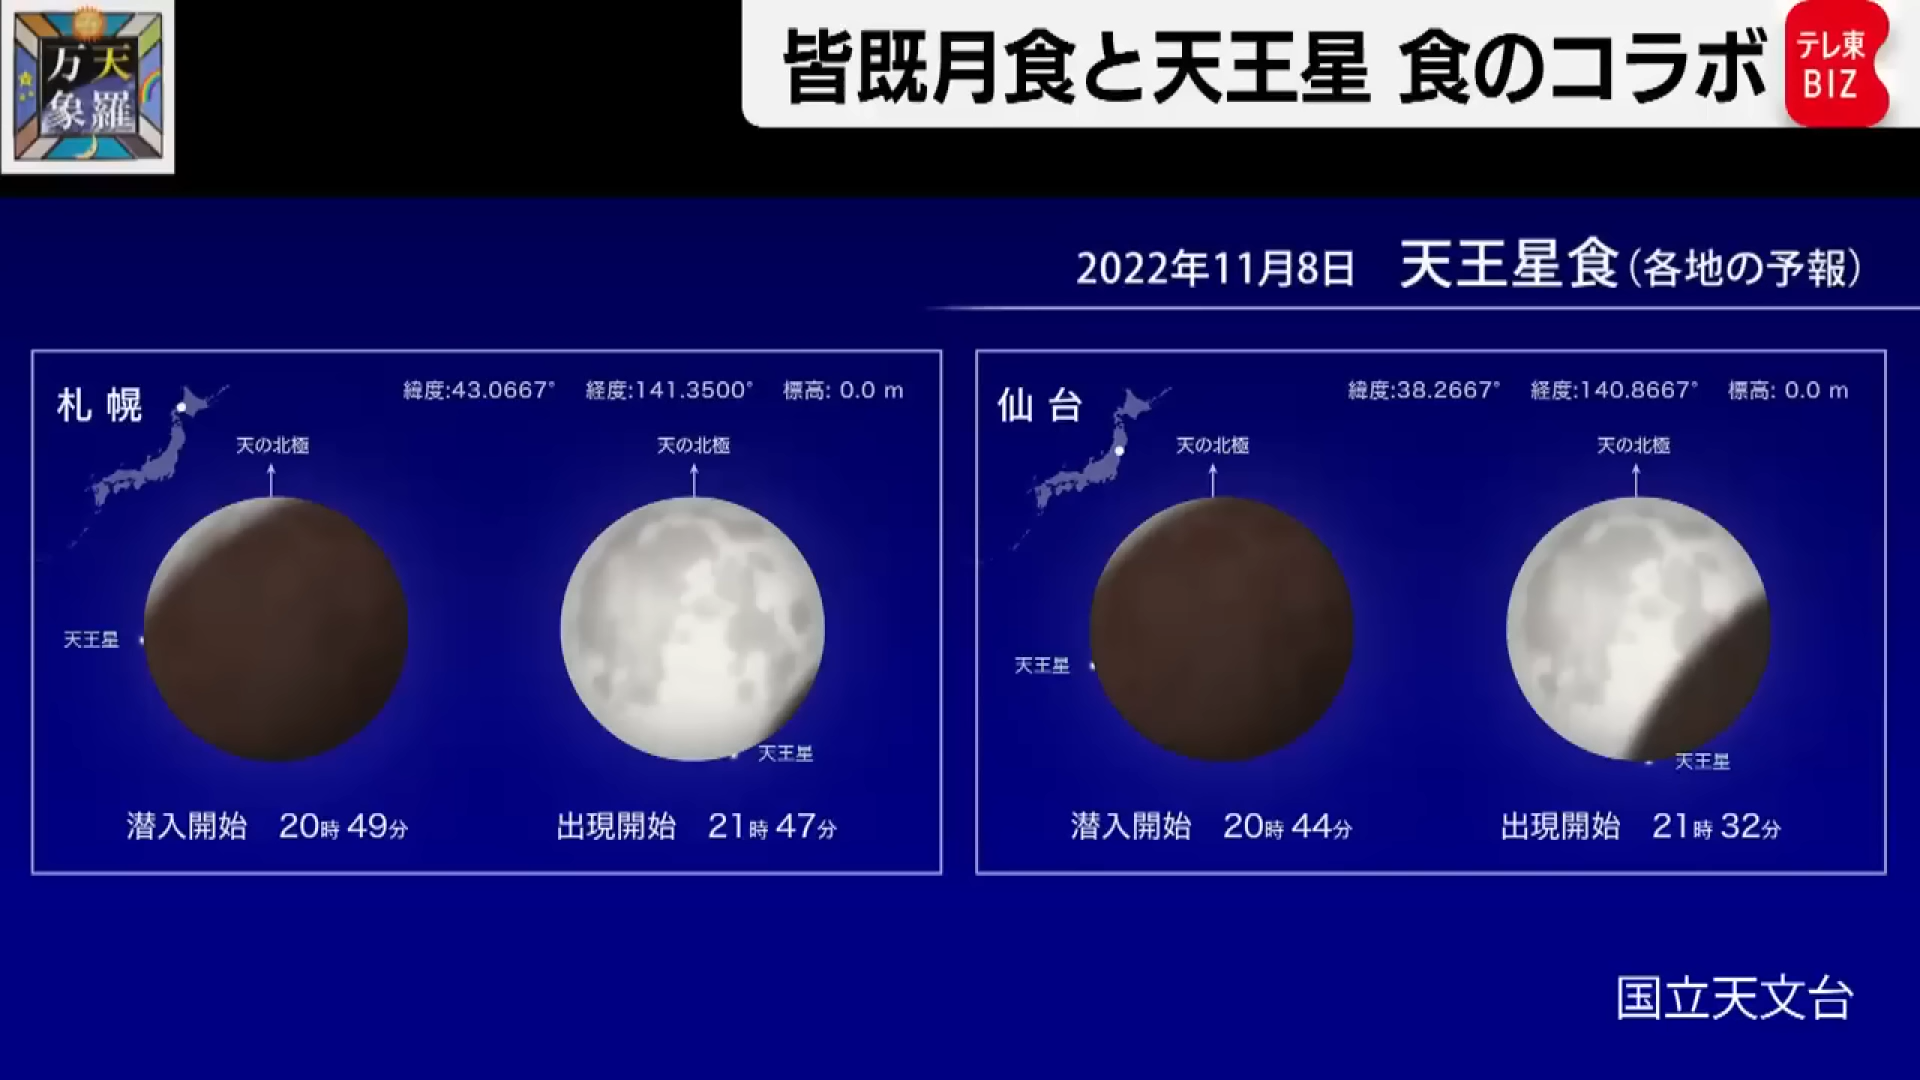 天羅万象
皆既月食と天王星 食のコラボ
テレ東
BIZ
2022年11月8日 天王星食(各地の予報)
札幌
緯度:43.0667° 経度:141.3500° 標高: 0.0 m
天の北極
天の北極
天王星
天王星
潜入開始 20時49分
出現開始 21時47分
仙台
緯度:38.2667° 経度:140.8667° 標高: 0.0 m
天の北極
天の北極
天王星
天王星
潜入開始 20時44分
出現開始 21時32分
国立天文台